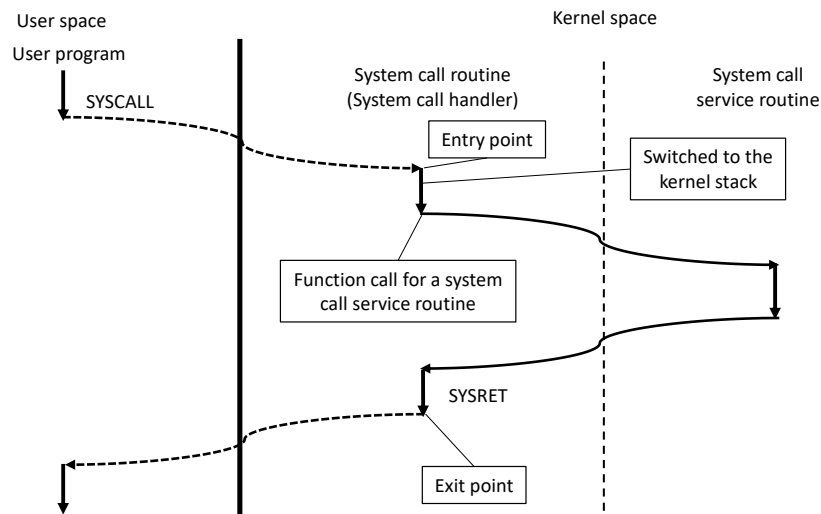 User space
Kernel space
User program
System call routine
(System call handler)
System call
service routine
SYSCALL
Entry point
Switched to the
kernel stack
Function call for a system
call service routine
SYSRET
Exit point